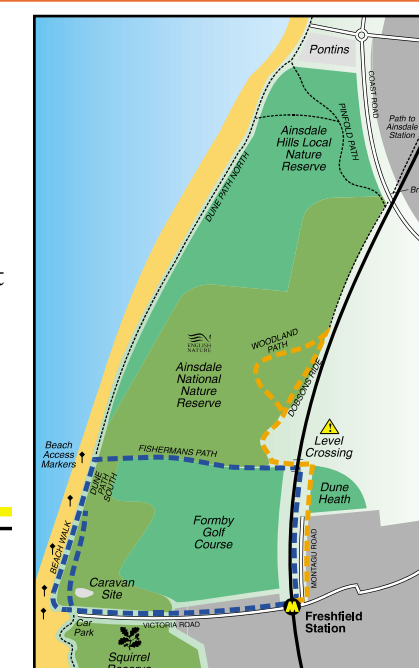 Pontins
COAST ROAD
Path to
Ainsdale
Station
PINFOLD PATH
Ainsdale
Hills Local
Nature
Reserve
Br
DUNE PATH NORTH
t
ENGLISH
NATURE
WOODLAND
PATH
Ainsdale
National
Nature
Reserve
DOBSONS RIDE
!
Level
Crossing
Beach
Access
Markers
FISHERMANS PATH
DUNE
PATH
SOUTH
Dune
Heath
Formby
Golf
Course
BEACH WALK
MONTAGU ROAD
Caravan
Site
M
Freshfield
Station
Car
Park
VICTORIA ROAD
Squirrel
Reserve